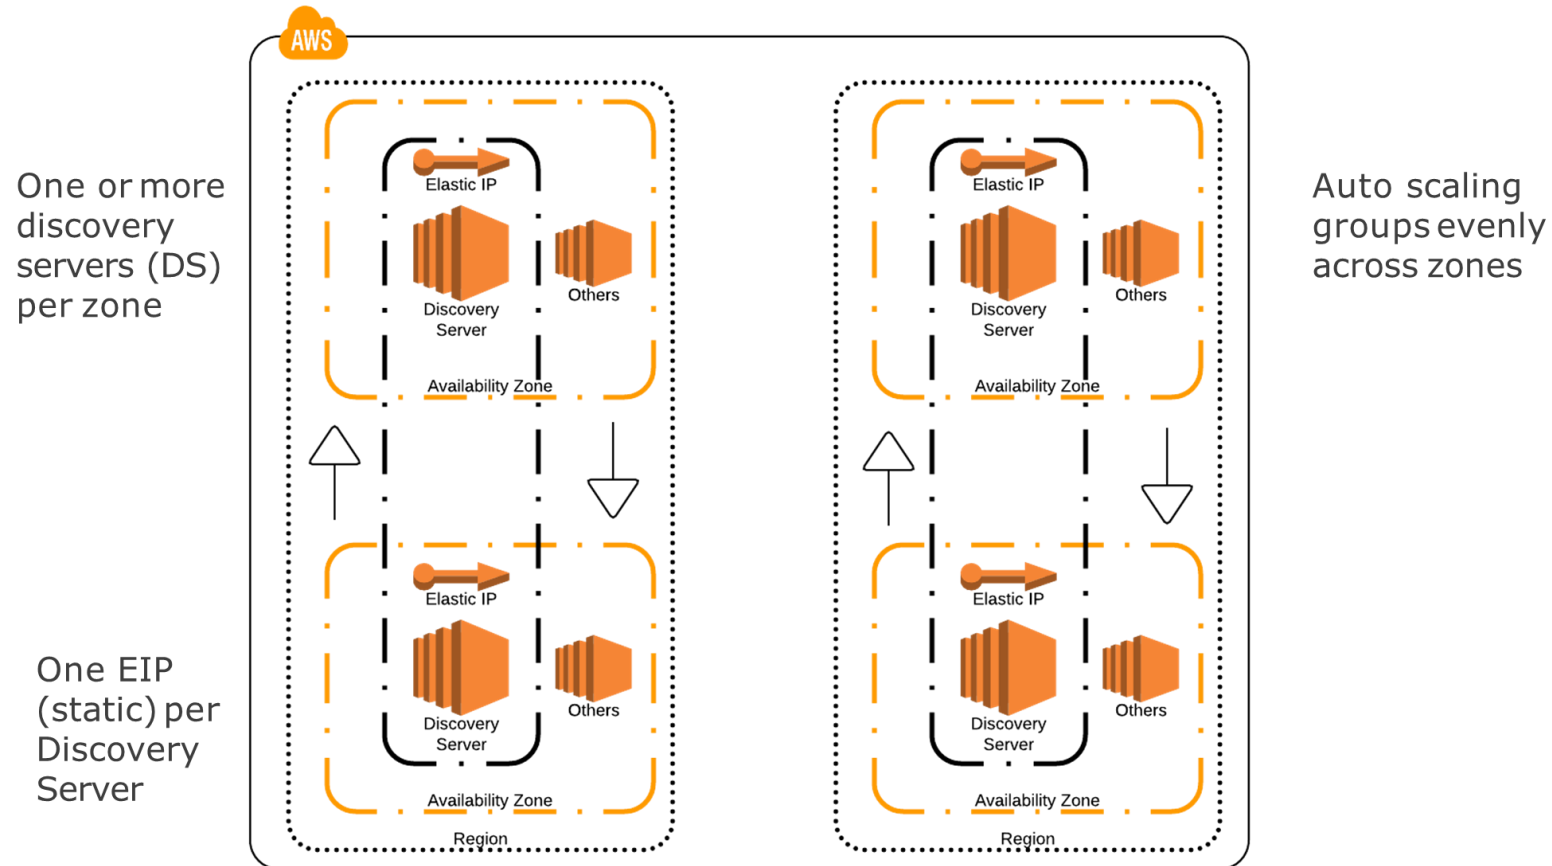 AWS
One or more
discovery
servers (DS)
per zone
One EIP
(static) per
Discovery
Server
Elastic IP
Discovery
Server
Others
Availability Zone
Elastic IP
Discovery
Server
Others
Availability Zone
Region
Elastic IP
Discovery
Server
Others
Availability Zone
Elastic IP
Discovery
Server
Others
Availability Zone
Region
Auto scaling
groups evenly
across zones